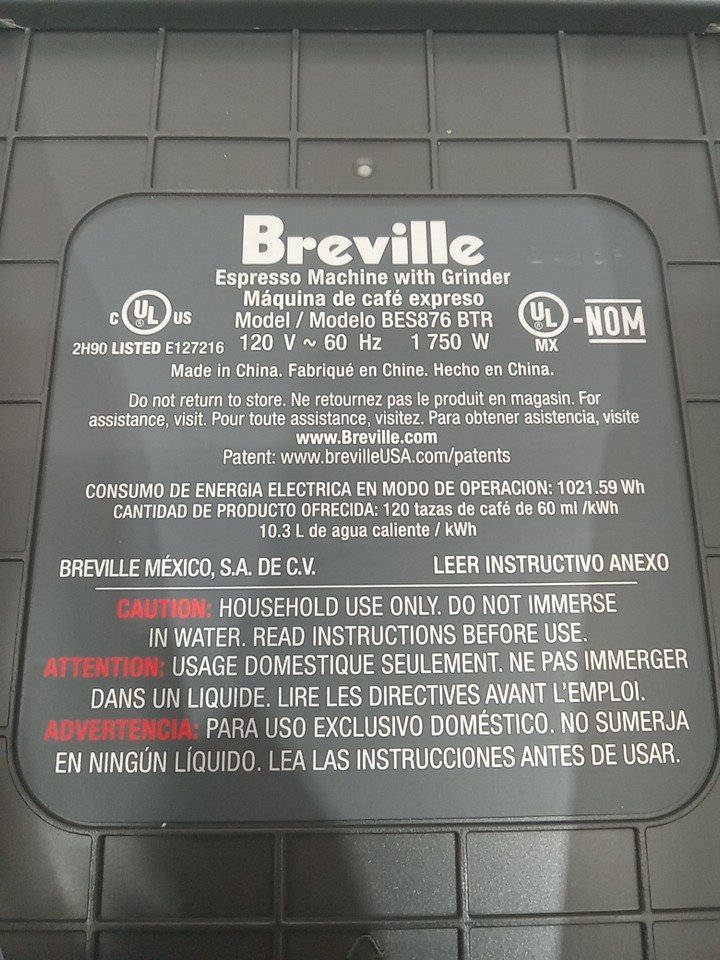 Breville
Espresso Machine with Grinder
Máquina de café expreso
Model / Modelo BES876 BTR
120 V ~ 60 Hz 1 750 W
C UL US
2H90 LISTED E127216
UL MX - NOM
Made in China. Fabriqué en Chine. Hecho en China.
Do not return to store. Ne retournez pas le produit en magasin. For
assistance, visit. Pour toute assistance, visitez. Para obtener asistencia, visite
www.Breville.com
Patent: www.brevilleUSA.com/patents
CONSUMO DE ENERGIA ELECTRICA EN MODO DE OPERACION: 1021.59 Wh
CANTIDAD DE PRODUCTO OFRECIDA: 120 tazas de café de 60 ml /kWh
10.3 L de agua caliente / kWh
BREVILLE MÉXICO, S.A. DE C.V. LEER INSTRUCTIVO ANEXO
CAUTION: HOUSEHOLD USE ONLY. DO NOT IMMERSE
IN WATER. READ INSTRUCTIONS BEFORE USE.
ATTENTION: USAGE DOMESTIQUE SEULEMENT. NE PAS IMMERGER
DANS UN LIQUIDE. LIRE LES DIRECTIVES AVANT L'EMPLOI.
ADVERTENCIA: PARA USO EXCLUSIVO DOMÉSTICO. NO SUMERJA
EN NINGÚN LÍQUIDO. LEA LAS INSTRUCCIONES ANTES DE USAR.